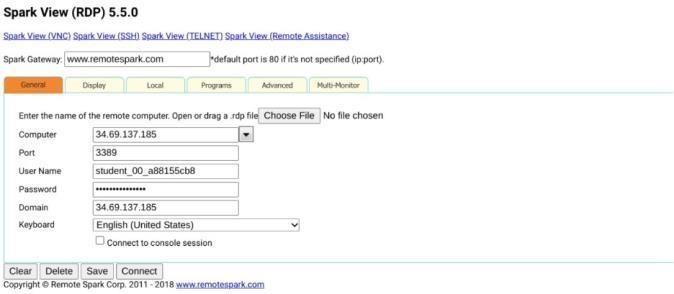 Spark View (RDP) 5.5.0
Spark View (VNC) Spark View (SSH) Spark View (TELNET) Spark View (Remote Assistance)
Spark Gateway: www.remotespark.com *default port is 80 if it's not specified (ip:port).
General Display Local Programs Advanced Multi-Monitor
Enter the name of the remote computer. Open or drag a .rdp file Choose File No file chosen
Computer 34.69.137.185
Port 3389
User Name student_00_a88155cb8
Password •••••••••••••••
Domain 34.69.137.185
Keyboard English (United States)
Connect to console session
Clear Delete Save Connect
Copyright © Remote Spark Corp. 2011 - 2018 www.remotespark.com